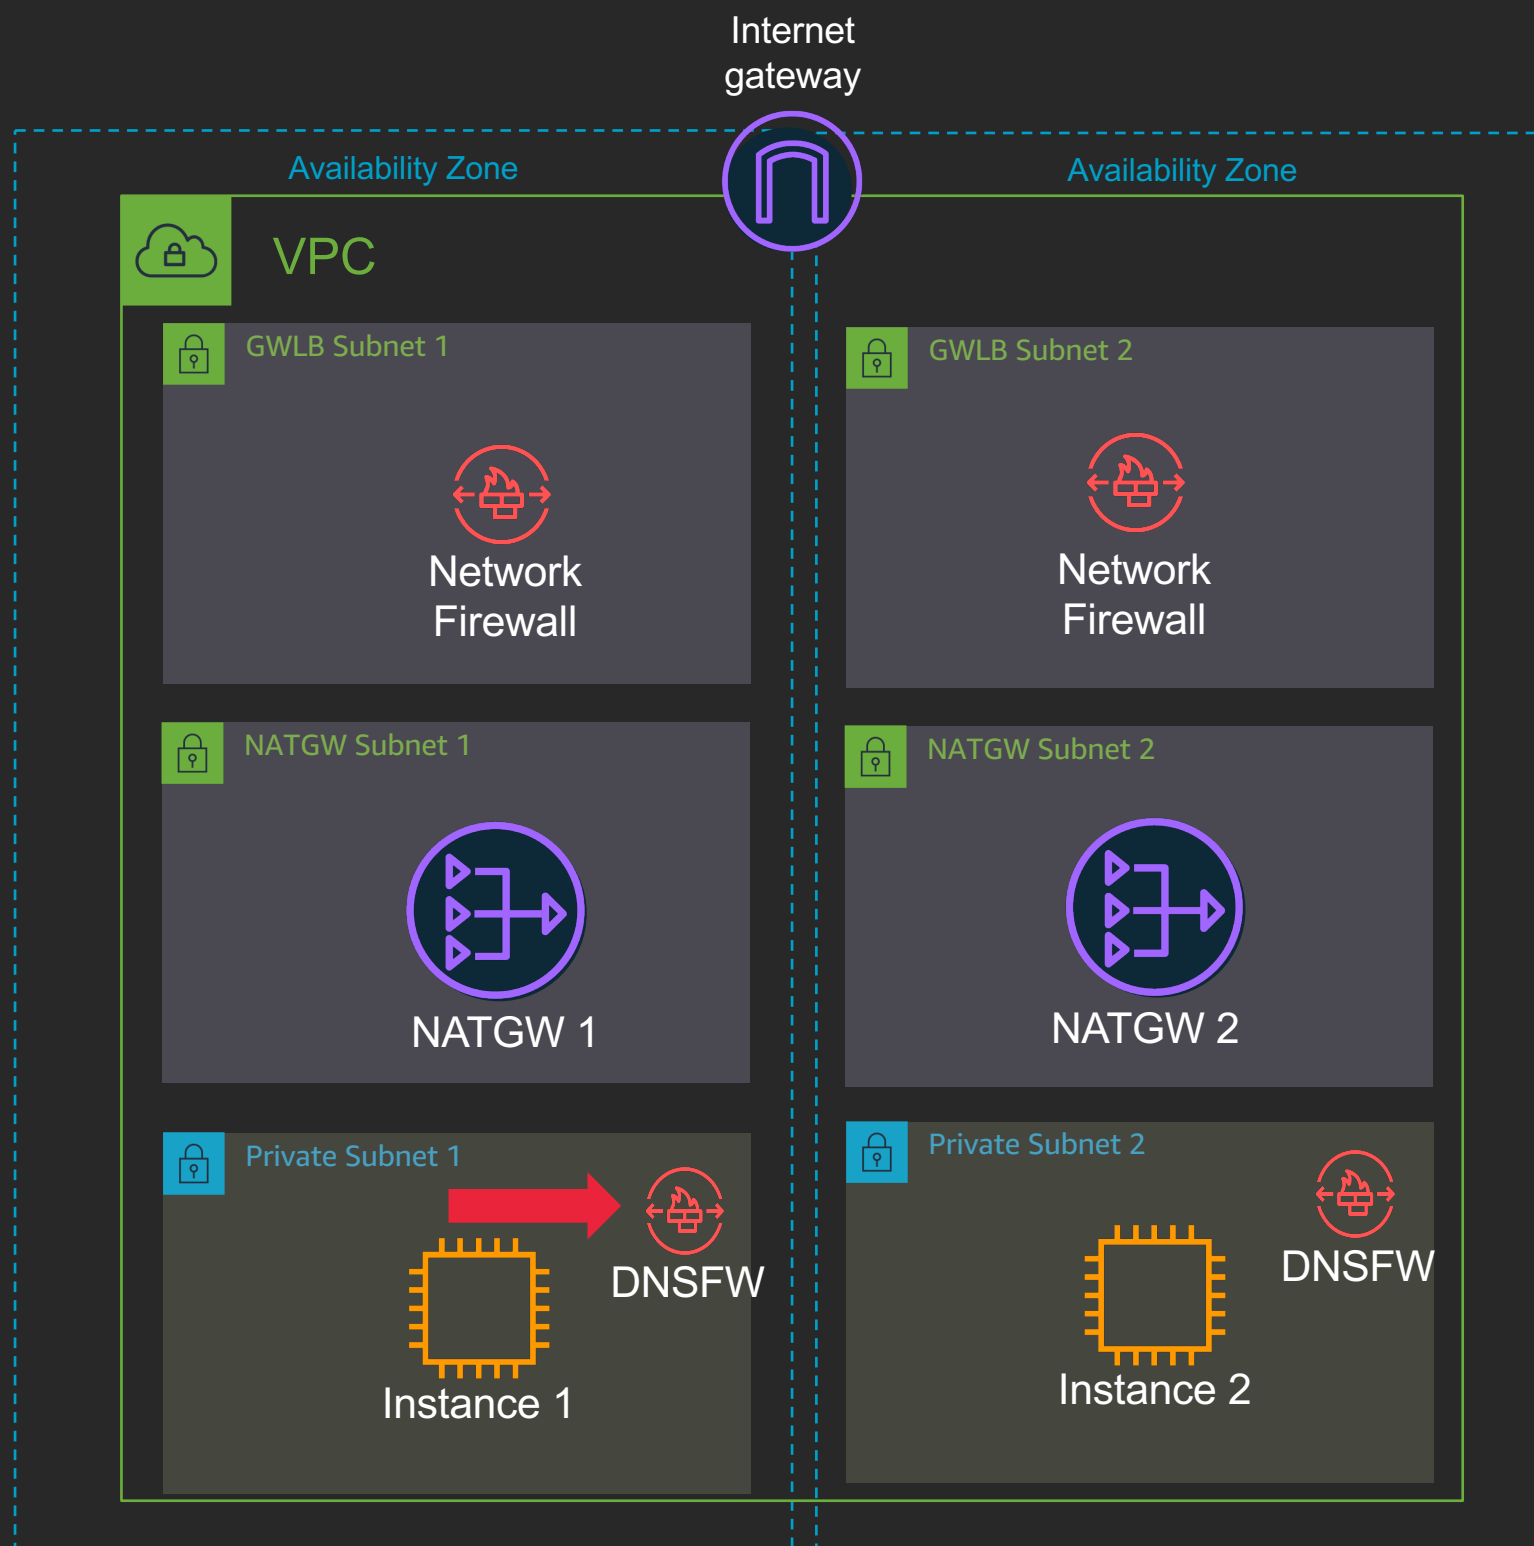 Internet
gateway
Availability Zone
Availability Zone
VPC
GWLB Subnet 1
GWLB Subnet 2
Network
Firewall
Network
Firewall
NATGW Subnet 1
NATGW Subnet 2
NATGW 1
NATGW 2
Private Subnet 1
Private Subnet 2
DNSFW
DNSFW
Instance 1
Instance 2